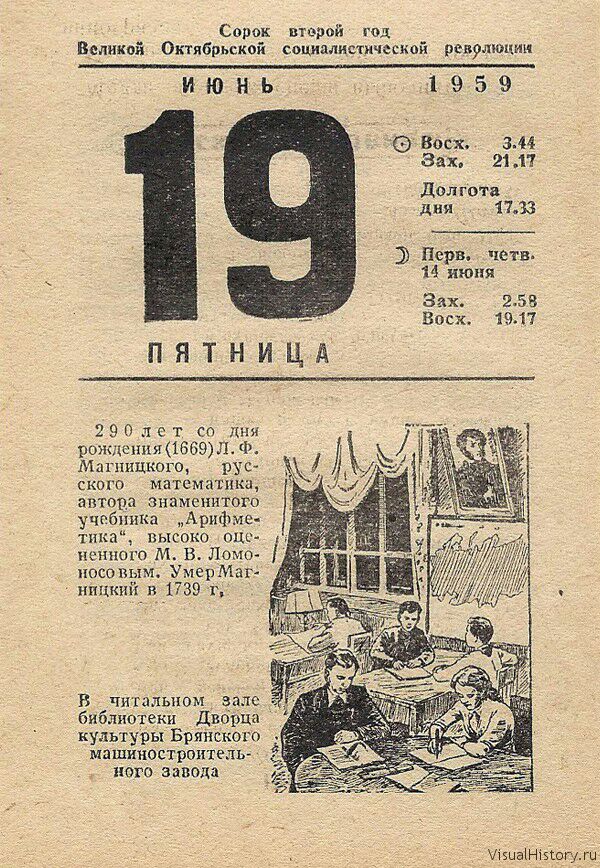 Сорок второй год
Великой Октябрьской социалистической революции
ИЮНЬ 1959
19
Восх. 3.44
Зах. 21.17
Долгота
дня 17.33
Перв. четв.
14 июня
Зах. 2.58
Восх. 19.17
ПЯТНИЦА
290 лет со дня
рождения (1669) Л. Ф.
Магницкого, рус-
ского математика,
автора знаменитого
учебника „Арифме-
тика“, высоко оце-
ненного М. В. Ломо-
носовым. Умер Маг-
ницкий в 1739 г,
В читальном зале
библиотеки Дворца
культуры Брянского
машиностроитель-
ного завода
VisualHistory.ru